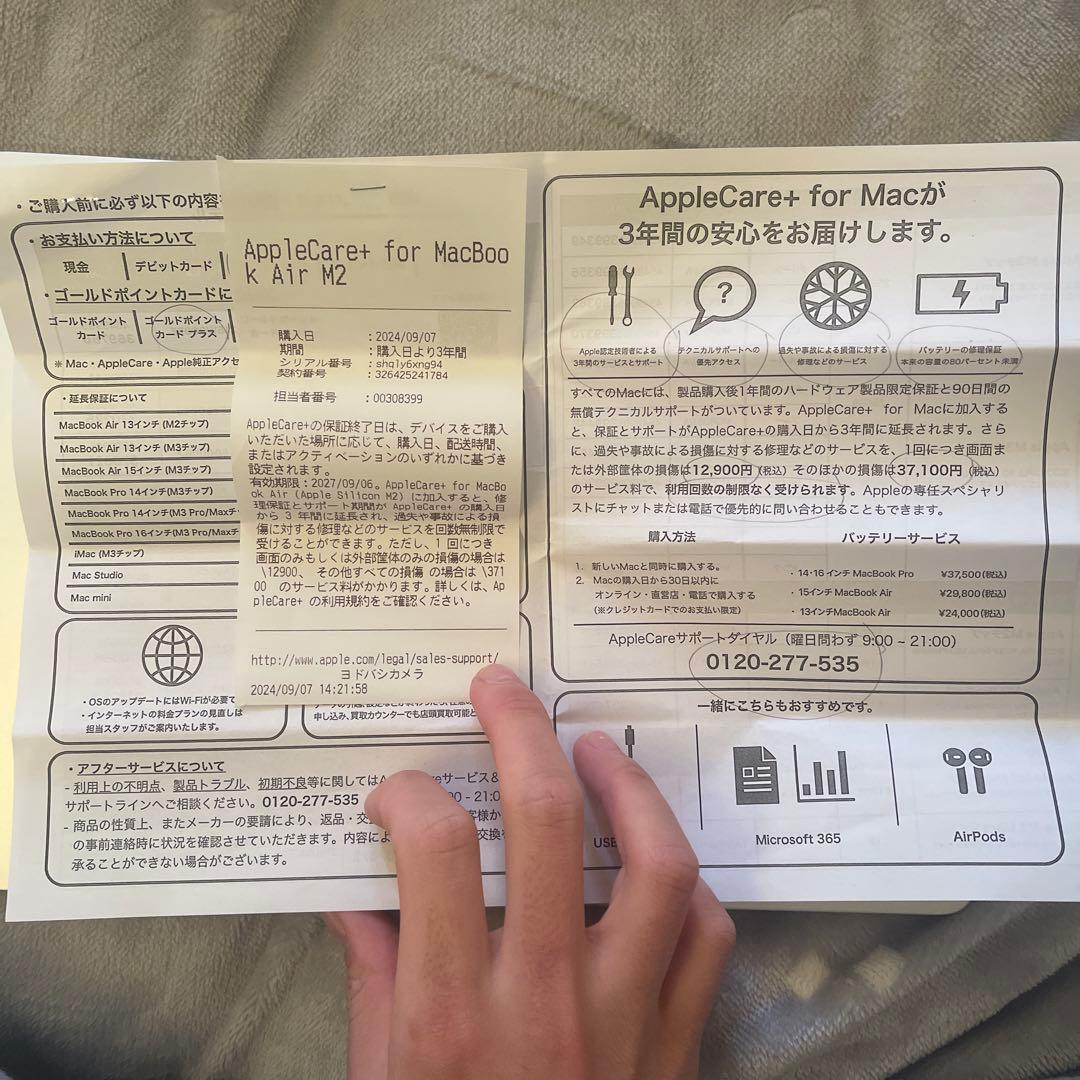 ・ご購入前に必ず以下の内容
・お支払い方法について
現金
デビットカード
・ゴールドポイントカードに
ゴールドポイント
カード
ゴールドポイント
カード プラス
※Mac・AppleCare・Apple純正アクセ
・延長保証について
MacBook Air 13インチ (M2チップ)
MacBook Air 13インチ (M3チップ)
MacBook Air 15インチ (M3チップ)
MacBook Pro 14インチ(M3チップ)
MacBook Pro 14インチ(M3 Pro/Maxチ
MacBook Pro 16インチ(M3 Pro/Maxチ
iMac (M3チップ)
Mac Studio
Mac mini
・OSのアップデートにはWi-Fiが必要で
・インターネットの料金プランの見直しは
担当スタッフがご案内いたします。
申し込み、買取カウンターでも店頭買取可能と
・アフターサービスについて
- 利用上の不明点、製品トラブル、初期不良等に関してはA
eサービス&
サポートラインへご相談ください。0120-277-535
00 - 21:0
- 商品の性質上、またメーカーの要請により、返品・交
客様か
の事前連絡時に状況を確認させていただきます。内容によ
交換を
承ることができない場合がございます。
AppleCare+ for MacBoo
k Air M2
購入日 : 2024/09/07
期間 : 購入日より3年間
シリアル番号 : shq1y6xng94
契約番号 : 326425241784
担当者番号 : 00308399
AppleCare+の保証終了日は、デバイスをご購入
いただいた場所に応じて、購入日、配送時間、
またはアクティベーションのいずれかに基づき
設定されます。
有効期限:2027/09/06。AppleCare+ for MacBo
ok Air (Apple Silicon M2) に加入すると、修
理保証とサポート期間が AppleCare+ の購入日
から 3 年間に延長され、過失や事故による損
傷に対する修理などのサービスを回数無制限で
受けることができます。ただし、1 回につき
画面のみもしくは外部筐体のみの損傷の場合は
\12900、 その他すべての損傷 の場合は \371
00 のサービス料がかかります。詳しくは、Ap
pleCare+ の利用規約をご確認ください。
http://www.apple.com/legal/sales-support/
ヨドバシカメラ
2024/09/07 14:21:58
AppleCare+ for Macが
3年間の安心をお届けします。
?
Apple認定技術者による
3年間のサービスとサポート
テクニカルサポートへの
優先アクセス
過失や事故による損傷に対する
修理などのサービス
バッテリーの修理保証
本来の容量の80パーセント未満
すべてのMacには、製品購入後1年間のハードウェア製品限定保証と90日間の
無償テクニカルサポートがついています。AppleCare+ for Macに加入する
と、保証とサポートがAppleCare+の購入日から3年間に延長されます。さら
に、過失や事故による損傷に対する修理などのサービスを、1回につき画面ま
たは外部筐体の損傷は12,900円(税込)そのほかの損傷は37,100円(税込)
のサービス料で、利用回数の制限なく受けられます。Appleの専任スペシャリ
ストにチャットまたは電話で優先的に問い合わせることもできます。
購入方法
1. 新しいMacと同時に購入する。
2. Macの購入日から30日以内に
オンライン・直営店・電話で購入する
(※クレジットカードでのお支払い限定)
バッテリーサービス
・14・16 インチ MacBook Pro ¥37,500(税込)
・15インチMacBook Air ¥29,800(税込)
・13インチMacBook Air ¥24,000(税込)
AppleCareサポートダイヤル(曜日問わず 9:00 ~ 21:00)
0120-277-535
一緒にこちらもおすすめです。
USB
Microsoft 365
AirPods